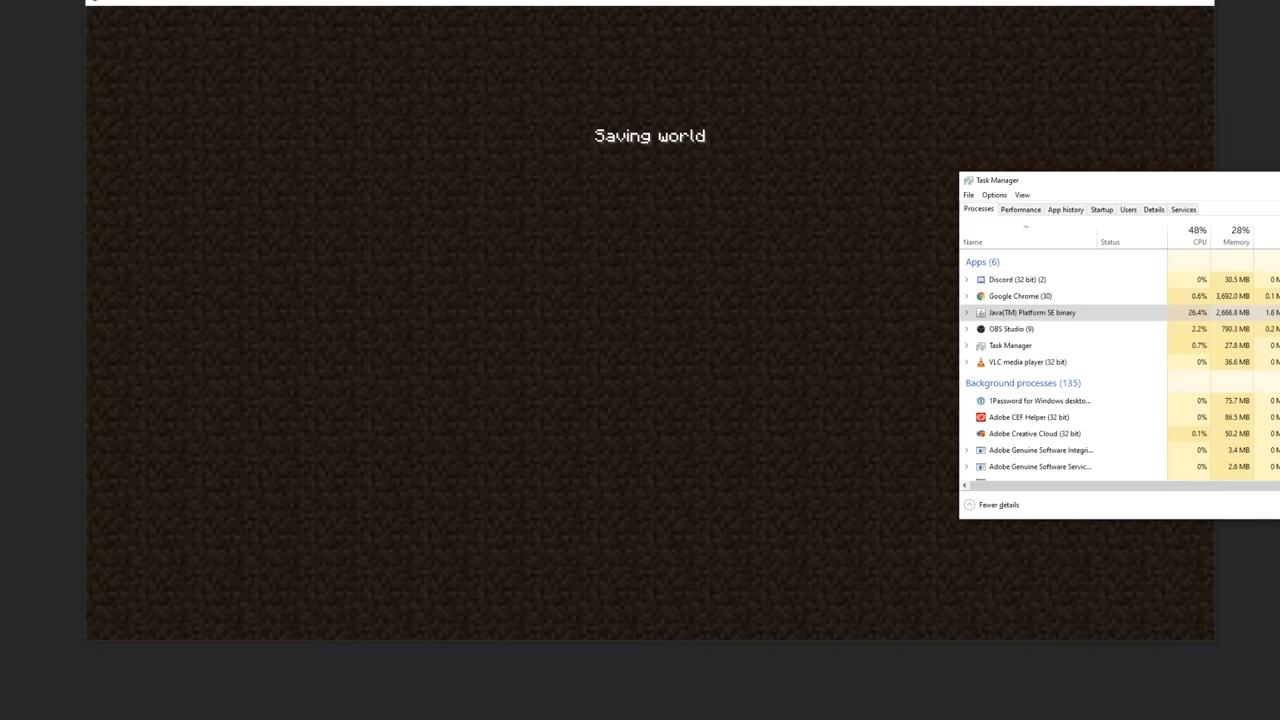 Saving world
Task Manager
File Options View
Processes Performance App history Startup Users Details Services
48% 28%
Name Status CPU Memory
Apps (6)
Discord (32 bit) (2) 0% 30.5 MB
Google Chrome (30) 0.6% 3,692.0 MB 0.1
Java(TM) Platform SE binary 26.4% 2,666.8 MB 1.6
OBS Studio (9) 2.2% 790.3 MB 0.2
Task Manager 0.7% 27.8 MB
VLC media player (32 bit) 0% 36.6 MB
Background processes (135)
1Password for Windows deskto... 0% 75.7 MB
Adobe CEF Helper (32 bit) 0% 86.5 MB
Adobe Creative Cloud (32 bit) 0.1% 50.2 MB
Adobe Genuine Software Integri... 0% 3.4 MB
Adobe Genuine Software Servic... 0% 2.6 MB
Fewer details